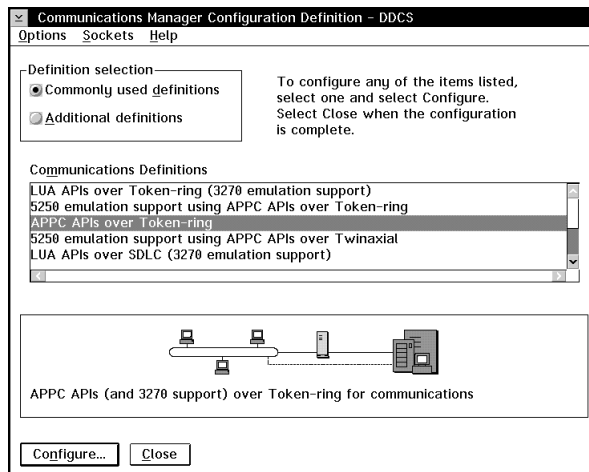 Communications Manager Configuration Definition - DDCS
Options Sockets Help
Definition selection
Commonly used definitions
Additional definitions
To configure any of the items listed,
select one and select Configure.
Select Close when the configuration
is complete.
Communications Definitions
LUA APIs over Token-ring (3270 emulation support)
5250 emulation support using APPC APIs over Token-ring
APPC APIs over Token-ring
5250 emulation support using APPC APIs over Twinaxial
LUA APIs over SDLC (3270 emulation support)
APPC APIs (and 3270 support) over Token-ring for communications
Configure... Close